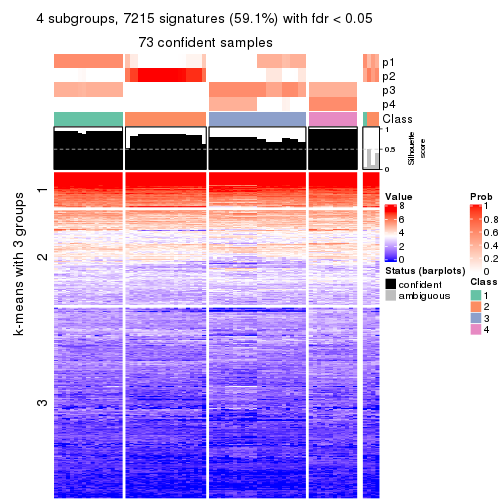 4 subgroups, 7215 signatures (59.1%) with fdr < 0.05
73 confident samples
p1
p2
p3
p4
Class
1
0.5
0
Silhouette
score
k-means with 3 groups
1
2
3
Value
8
6
4
2
0
Status (barplots)
confident
ambiguous
Prob
1
0.8
0.6
0.4
0.2
0
Class
1
2
3
4